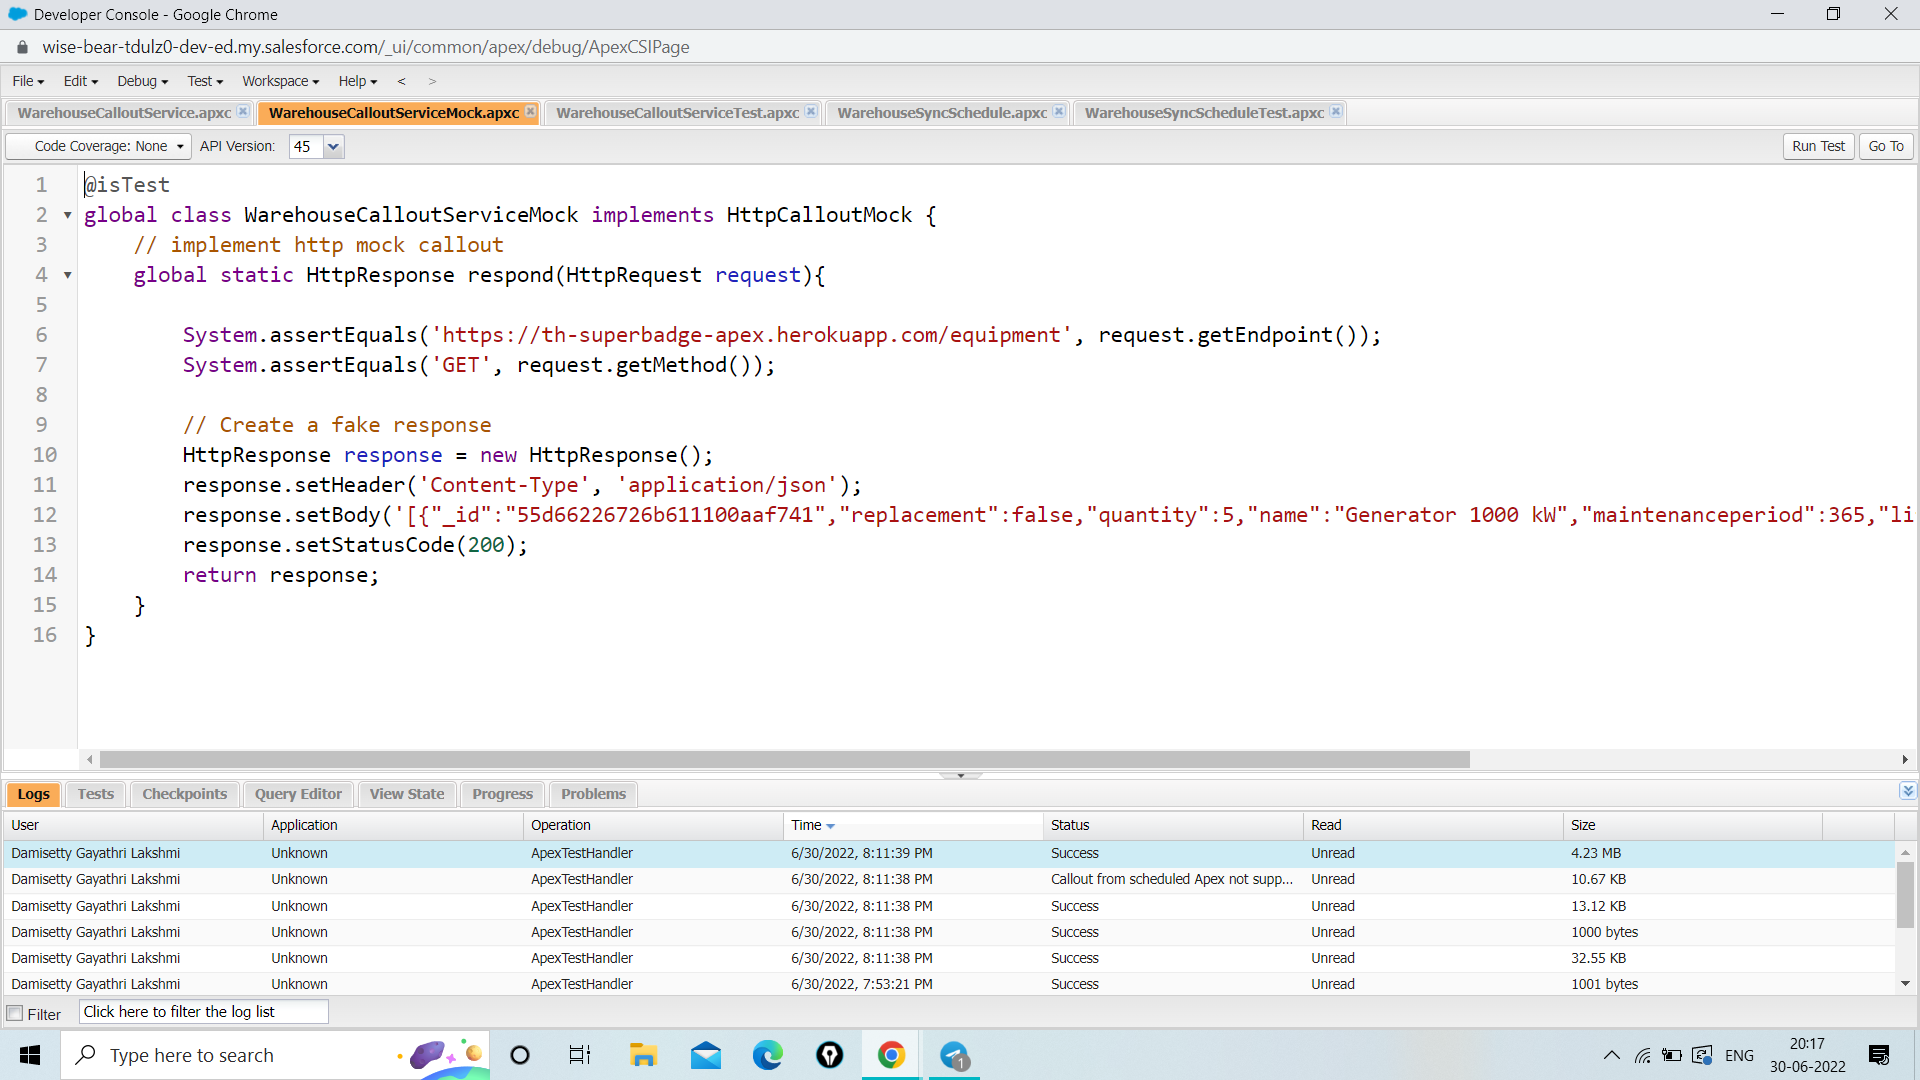 Developer Console - Google Chrome
wise-bear-tdulz0-dev-ed.my.salesforce.com/_ui/common/apex/debug/ApexCSIPage
File Edit Debug Test Workspace Help < >
WarehouseCalloutService.apxc WarehouseCalloutServiceMock.apxc WarehouseCalloutServiceTest.apxc WarehouseSyncSchedule.apxc WarehouseSyncScheduleTest.apxc
Code Coverage: None API Version: 45 Run Test Go To
1 @isTest
2 global class WarehouseCalloutServiceMock implements HttpCalloutMock {
3 // implement http mock callout
4 global static HttpResponse respond(HttpRequest request){
5
6 System.assertEquals('https://th-superbadge-apex.herokuapp.com/equipment', request.getEndpoint());
7 System.assertEquals('GET', request.getMethod());
8
9 // Create a fake response
10 HttpResponse response = new HttpResponse();
11 response.setHeader('Content-Type', 'application/json');
12 response.setBody('[{"_id":"55d66226726b611100aaf741","replacement":false,"quantity":5,"name":"Generator 1000 kW","maintenanceperiod":365,"li
13 response.setStatusCode(200);
14 return response;
15 }
16 }
Logs Tests Checkpoints Query Editor View State Progress Problems
User Application Operation Time Status Read Size
Damisetty Gayathri Lakshmi Unknown ApexTestHandler 6/30/2022, 8:11:39 PM Success Unread 4.23 MB
Damisetty Gayathri Lakshmi Unknown ApexTestHandler 6/30/2022, 8:11:38 PM Callout from scheduled Apex not supp... Unread 10.67 KB
Damisetty Gayathri Lakshmi Unknown ApexTestHandler 6/30/2022, 8:11:38 PM Success Unread 13.12 KB
Damisetty Gayathri Lakshmi Unknown ApexTestHandler 6/30/2022, 8:11:38 PM Success Unread 1000 bytes
Damisetty Gayathri Lakshmi Unknown ApexTestHandler 6/30/2022, 8:11:38 PM Success Unread 32.55 KB
Damisetty Gayathri Lakshmi Unknown ApexTestHandler 6/30/2022, 7:53:21 PM Success Unread 1001 bytes
Filter Click here to filter the log list
Type here to search 1 ENG 20:17
30-06-2022